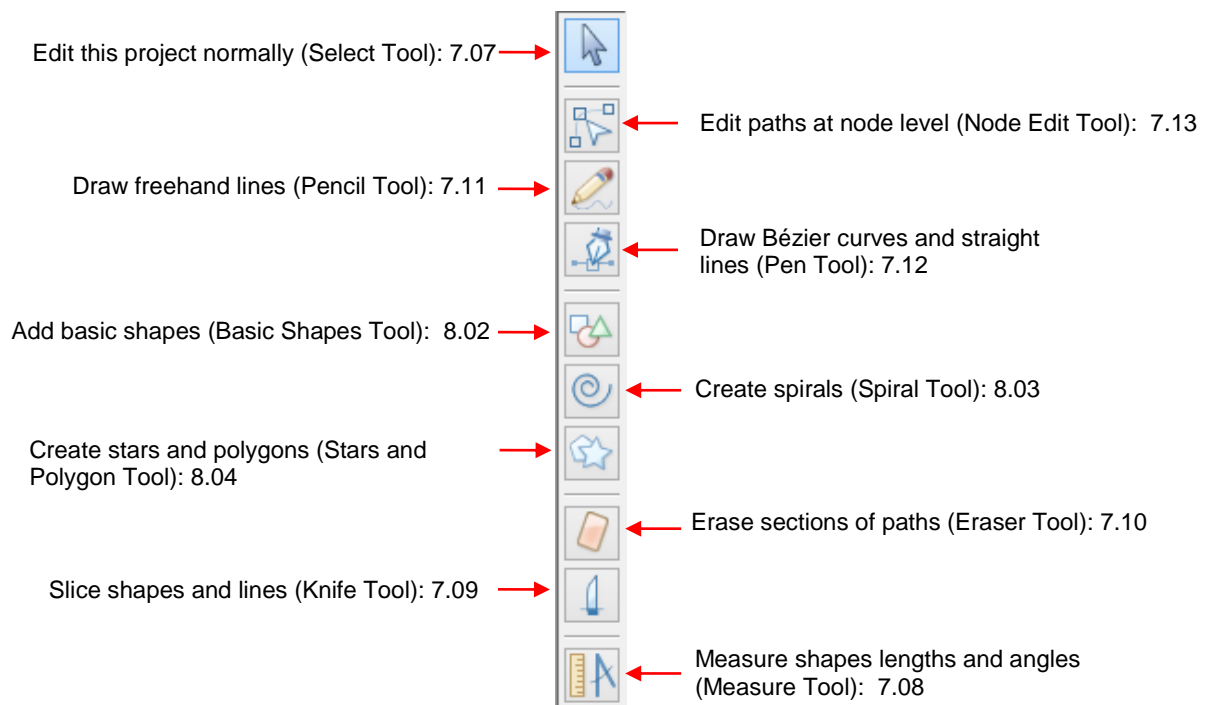 Edit this project normally (Select Tool): 7.07
Edit paths at node level (Node Edit Tool):  7.13
Draw freehand lines (Pencil Tool): 7.11
Draw Bézier curves and straight
lines (Pen Tool): 7.12
Add basic shapes (Basic Shapes Tool):  8.02
Create spirals (Spiral Tool): 8.03
Create stars and polygons (Stars and
Polygon Tool): 8.04
Erase sections of paths (Eraser Tool): 7.10
Slice shapes and lines (Knife Tool): 7.09
Measure shapes lengths and angles
(Measure Tool):  7.08